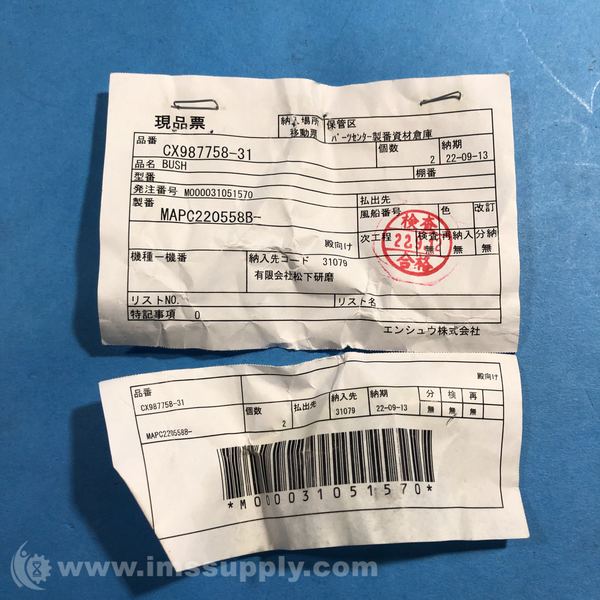 現品票
納入場所 保管区
移動票 パーツセンター製番資材倉庫
品番 CX987758-31 個数 2 納期 22-09-13
品名 BUSH
型番 棚番
発注番号 M000031051570 払出先
製番 MAPC220558B- 風船番号 色 改訂
殿向け 次工程 検査 再納入 分納
無 無 無
検査
合格
機種－機番 納入先コード 31079
有限会社松下研磨
リストNO. リスト名
特記事項 0
エンシュウ株式会社
殿向け
品番 個数 払出先 納入先 納期 分 検 再
CX987758-31 2 31079 22-09-13 無 無 無
MAPC220558B-
*M000031051570*
www.imssupply.com